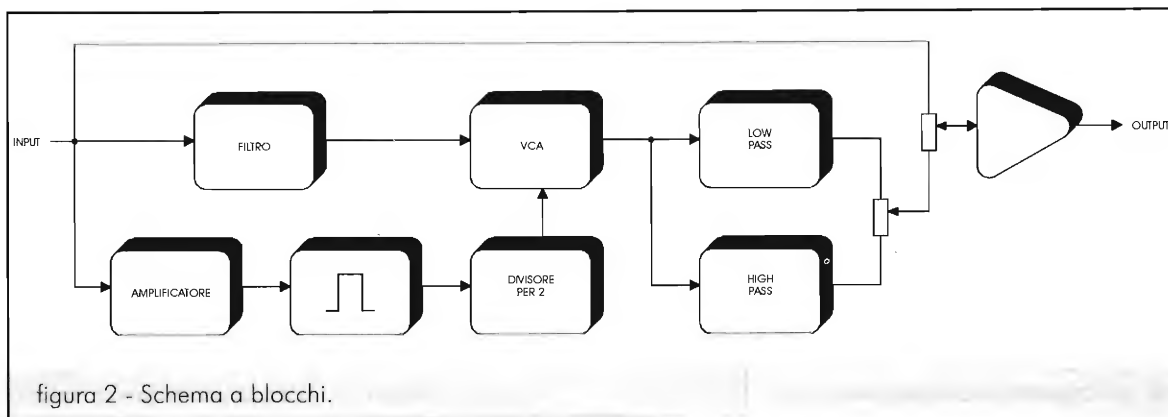 INPUT
FILTRO
VCA
LOW
PASS
OUTPUT
AMPLIFICATORE
DIVISORE
PER 2
HIGH
PASS
figura 2 - Schema a blocchi.